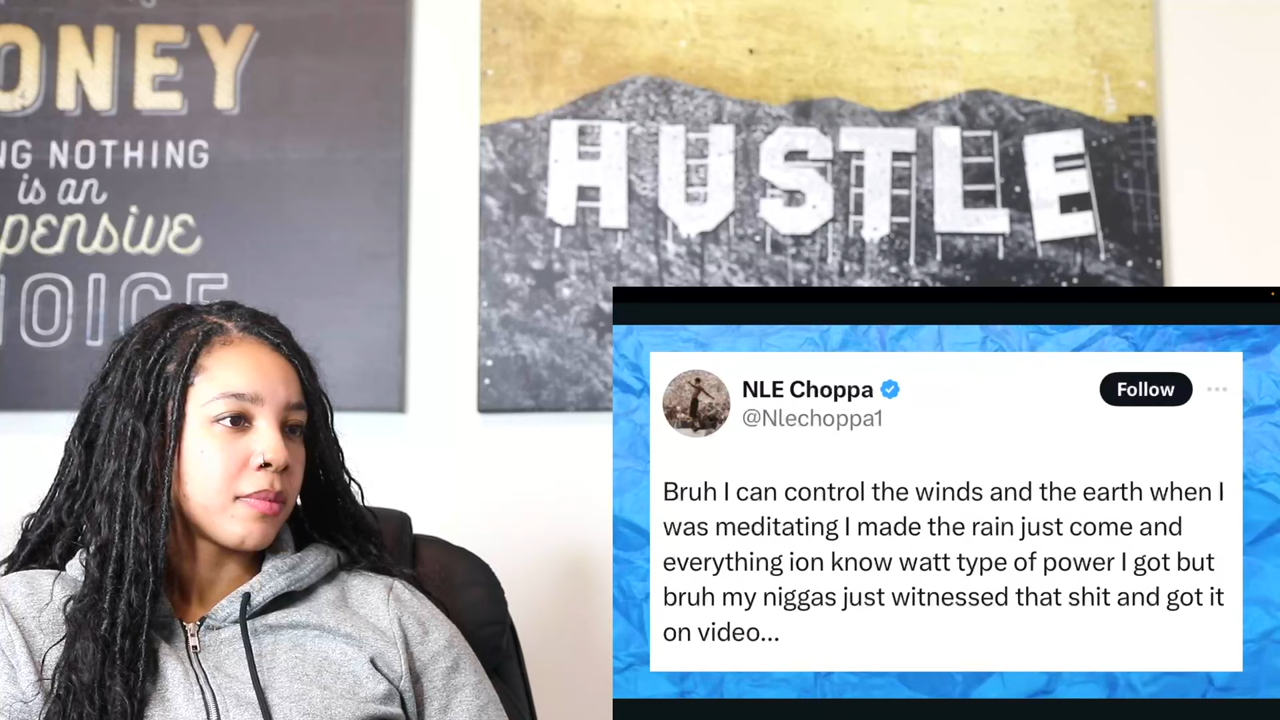 ONEY
NG NOTHING
is an
pensive
HOICE
HUSTLE
NLE Choppa
@Nlechoppa1
Follow
Bruh I can control the winds and the earth when I
was meditating I made the rain just come and
everything ion know watt type of power I got but
bruh my niggas just witnessed that shit and got it
on video...